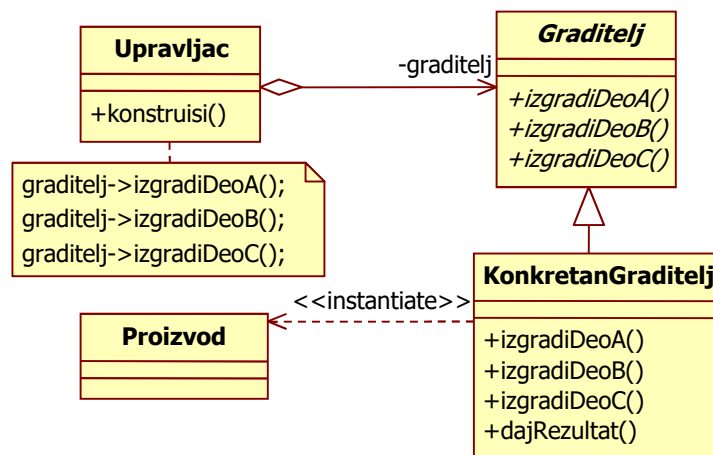 Upravljac
+konstruisi()
graditelj->izgradiDeoA();
graditelj->izgradiDeoB();
graditelj->izgradiDeoC();
-graditelj
Graditelj
+izgradiDeoA()
+izgradiDeoB()
+izgradiDeoC()
<<instantiate>>
Proizvod
KonkretanGraditelj
+izgradiDeoA()
+izgradiDeoB()
+izgradiDeoC()
+dajRezultat()